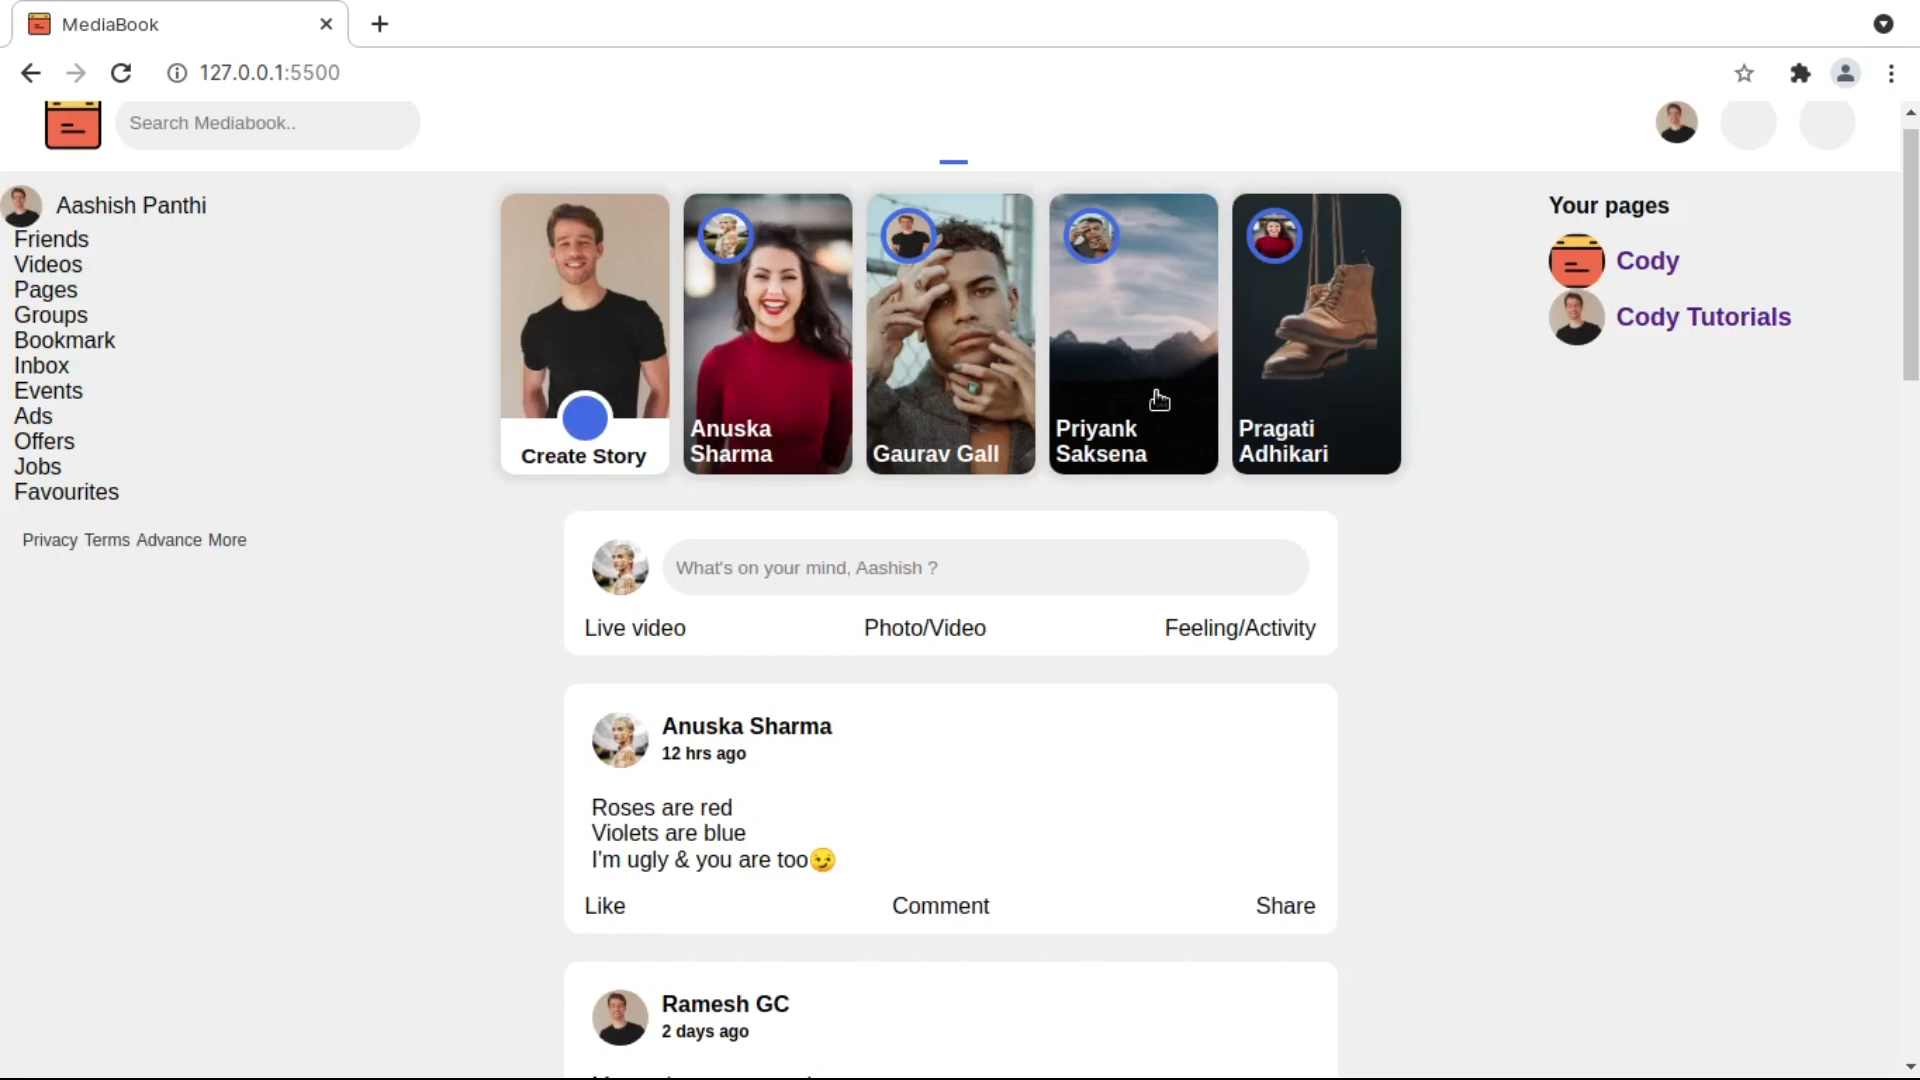 MediaBook
127.0.0.1:5500
Search Mediabook..
Aashish Panthi
Friends
Videos
Pages
Groups
Bookmark
Inbox
Events
Ads
Offers
Jobs
Favourites
Privacy Terms Advance More
Create Story
Anuska
Sharma
Gaurav Gall
Priyank
Saksena
Pragati
Adhikari
What's on your mind, Aashish ?
Live video
Photo/Video
Feeling/Activity
Anuska Sharma
12 hrs ago
Roses are red
Violets are blue
I'm ugly & you are too😏
Like
Comment
Share
Ramesh GC
2 days ago
Your pages
Cody
Cody Tutorials